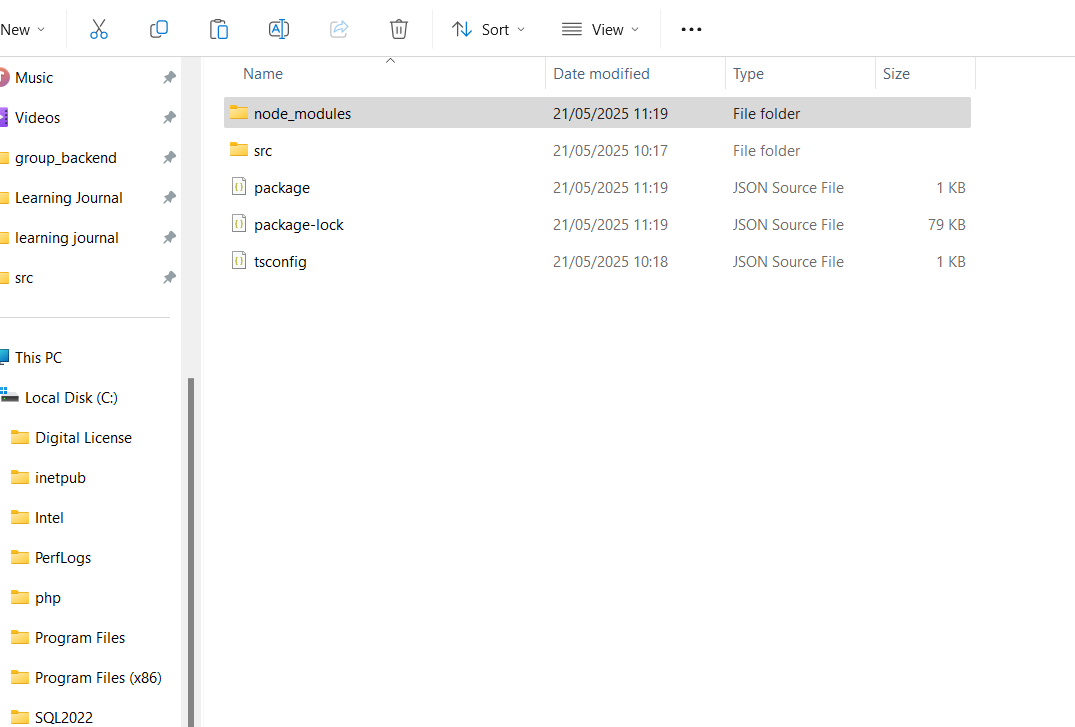 New
Sort
View
Music
Videos
group_backend
Learning Journal
learning journal
src
This PC
Local Disk (C:)
Digital License
inetpub
Intel
PerfLogs
php
Program Files
Program Files (x86)
SQL2022
Name Date modified Type Size
node_modules 21/05/2025 11:19 File folder
src 21/05/2025 10:17 File folder
package 21/05/2025 11:19 JSON Source File 1 KB
package-lock 21/05/2025 11:19 JSON Source File 79 KB
tsconfig 21/05/2025 10:18 JSON Source File 1 KB